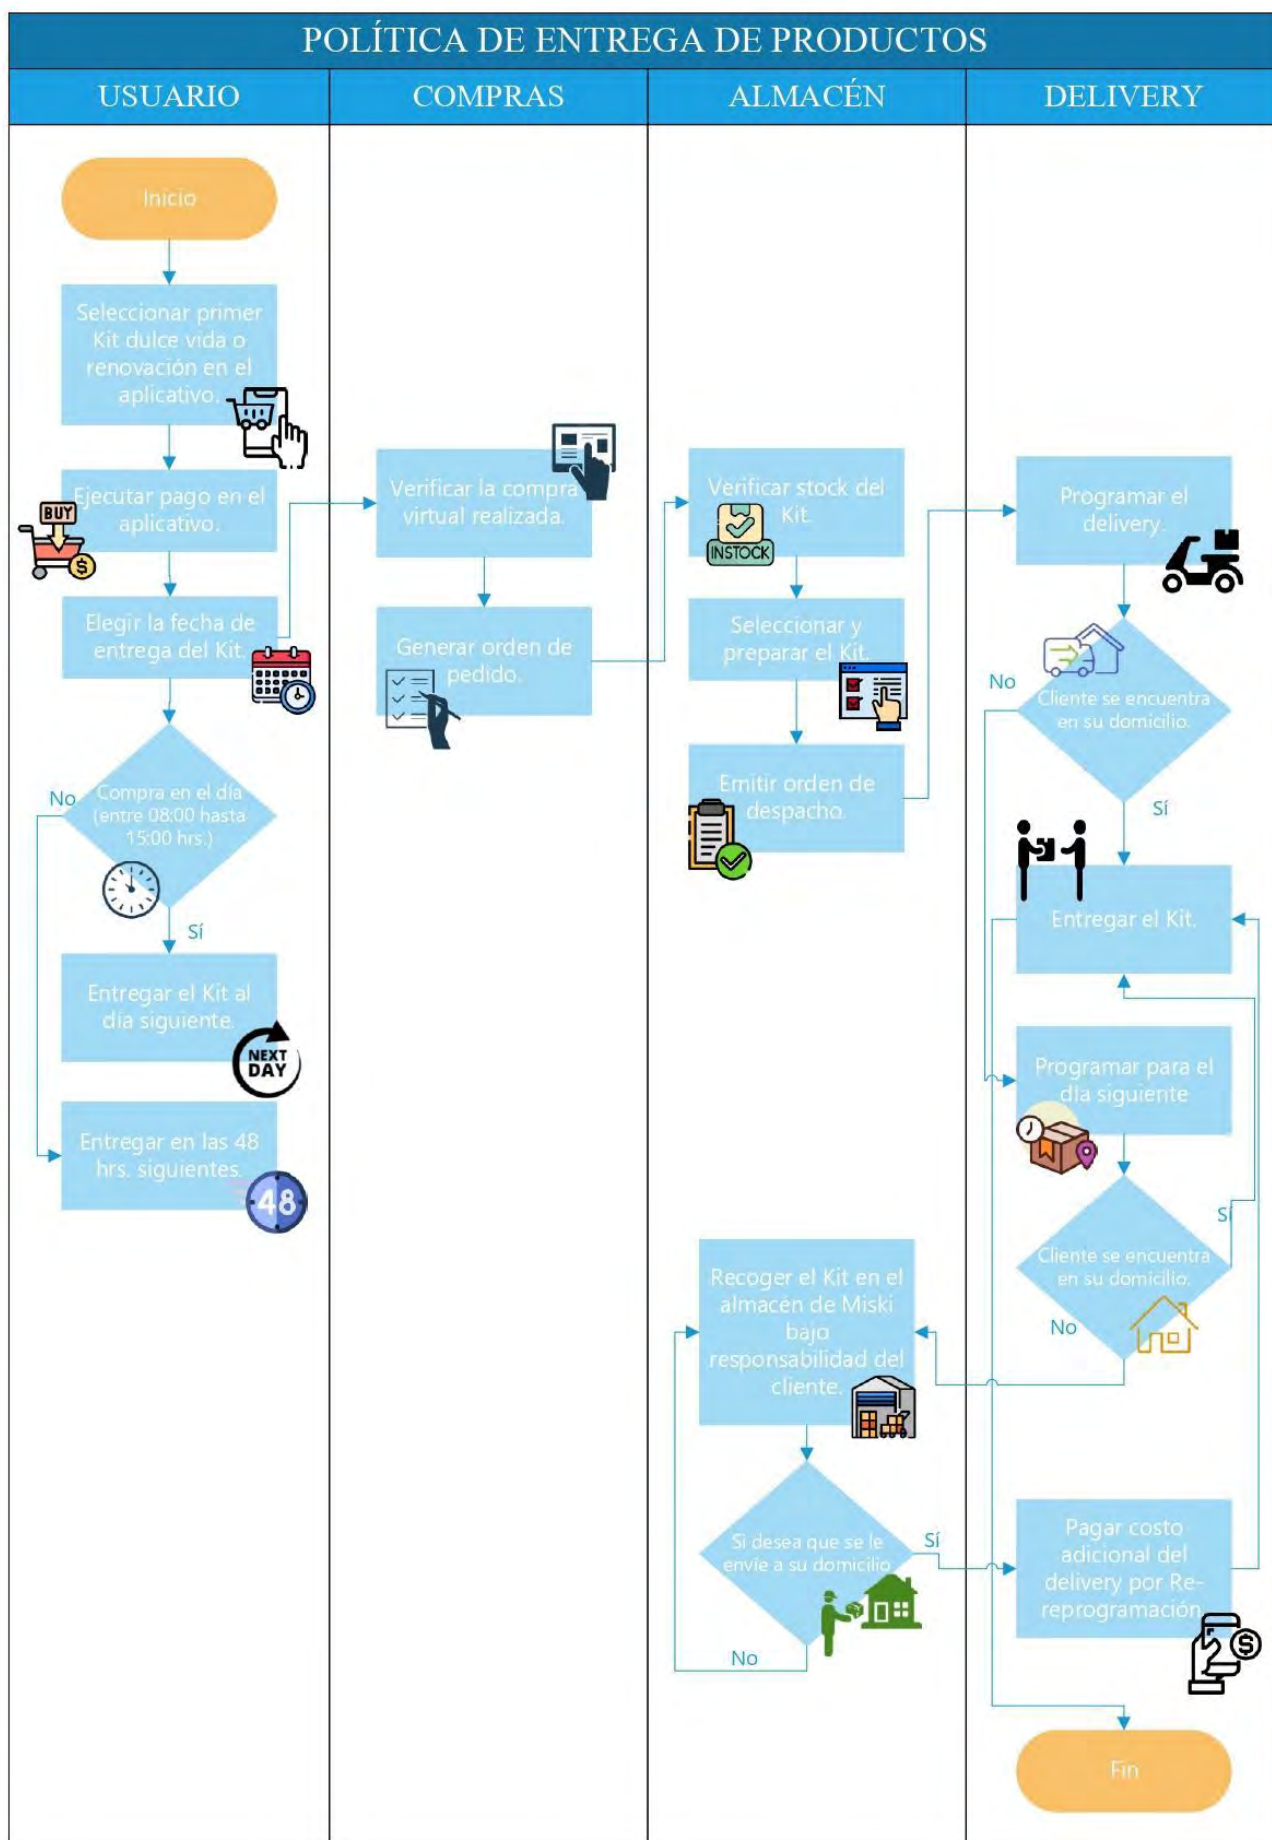 POLÍTICA DE ENTREGA DE PRODUCTOS
USUARIO
COMPRAS
ALMACÉN
DELIVERY
Inicio
Seleccionar primer
Kit dulce vida o
renovación en el
aplicativo.
BUY
$
Ejecutar pago en el
aplicativo.
Elegir la fecha de
entrega del Kit.
No
Compra en el día
(entre 08:00 hasta
15:00 hrs.)
Sí
Entregar el Kit al
día siguiente.
NEXT
DAY
Entregar en las 48
hrs. siguientes.
48
Verificar la compra
virtual realizada.
Generar orden de
pedido.
Verificar stock del
Kit.
INSTOCK
Seleccionar y
preparar el Kit.
Emitir orden de
despacho.
Programar el
delivery.
No
Cliente se encuentra
en su domicilio.
Sí
Entregar el Kit.
Programar para el
día siguiente
Sí
Cliente se encuentra
en su domicilio.
No
Recoger el Kit en el
almacén de Miski
bajo
responsabilidad del
cliente.
Si desea que se le
envíe a su domicilio
Sí
No
Pagar costo
adicional del
delivery por Re-
reprogramación
$
Fin